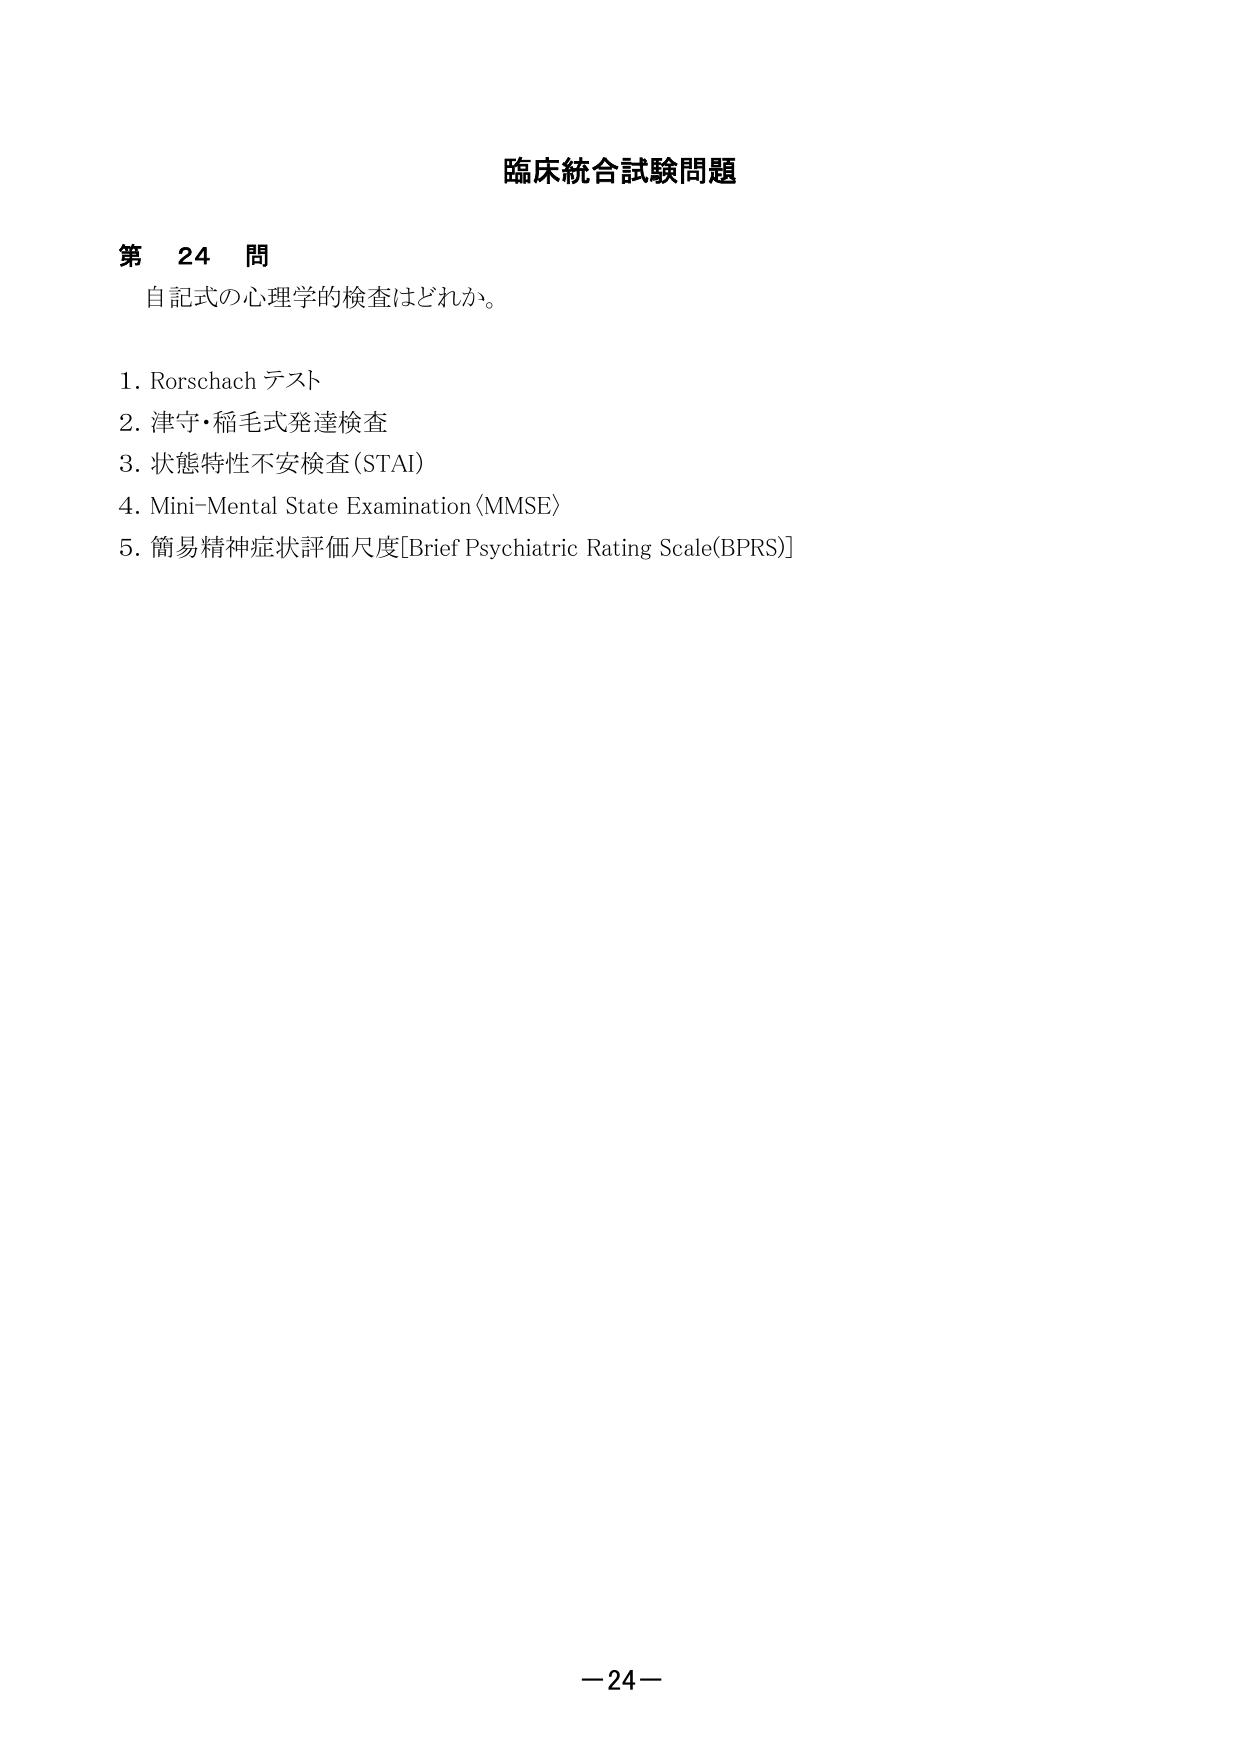 臨床統合試験問題
第　24　問
自記式の心理学的検査はどれか。
1. Rorschach テスト
2. 津守・稲毛式発達検査
3. 状態特性不安検査(STAI)
4. Mini-Mental State Examination〈MMSE〉
5. 簡易精神症状評価尺度[Brief Psychiatric Rating Scale(BPRS)]
－24－